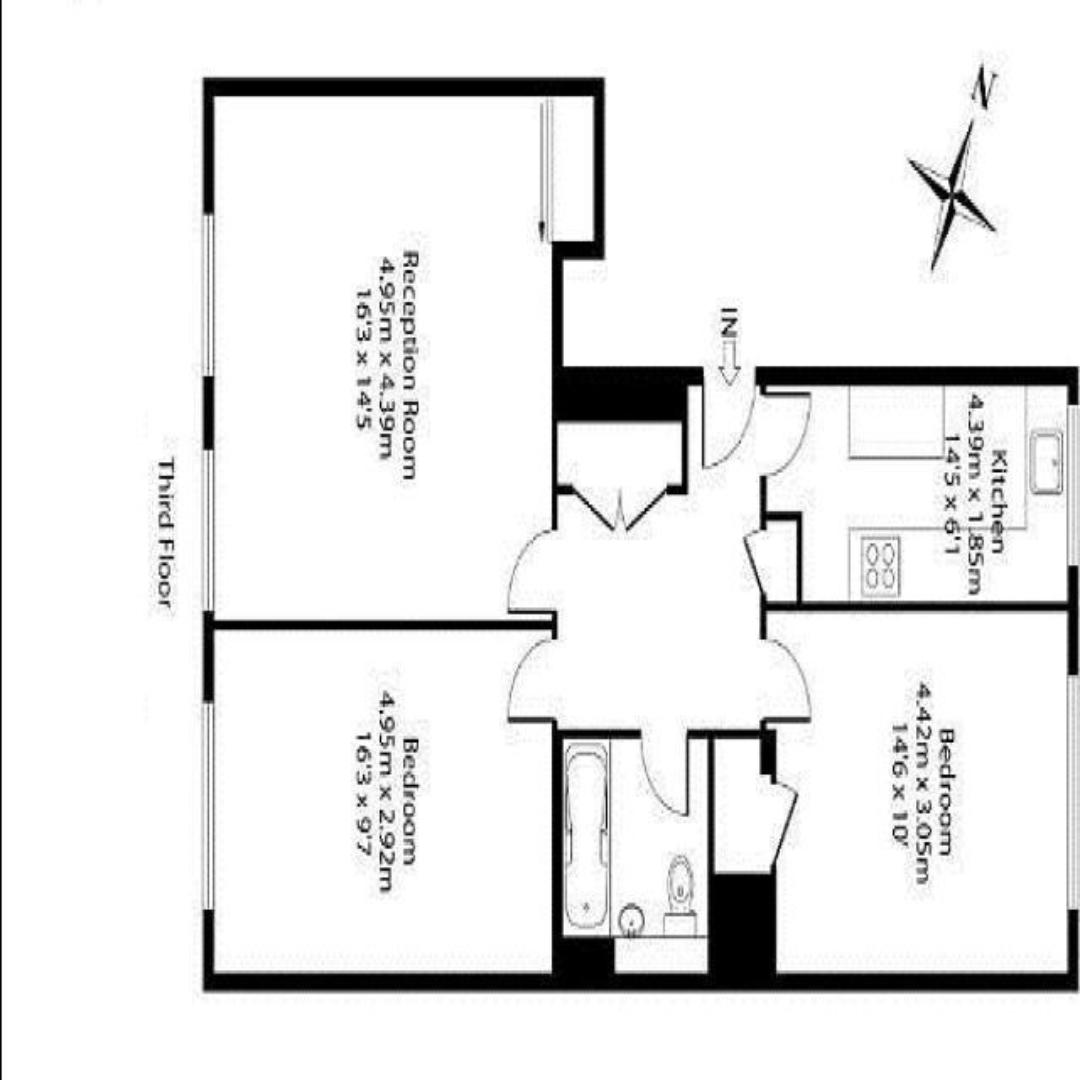 N
IN
Reception Room
4.95m x 4.39m
16'3 x 14'5
Kitchen
4.39m x 1.85m
14'5 x 6'1
Bedroom
4.95m x 2.92m
16'3 x 9'7
Bedroom
4.42m x 3.05m
14'6 x 10'
Third Floor